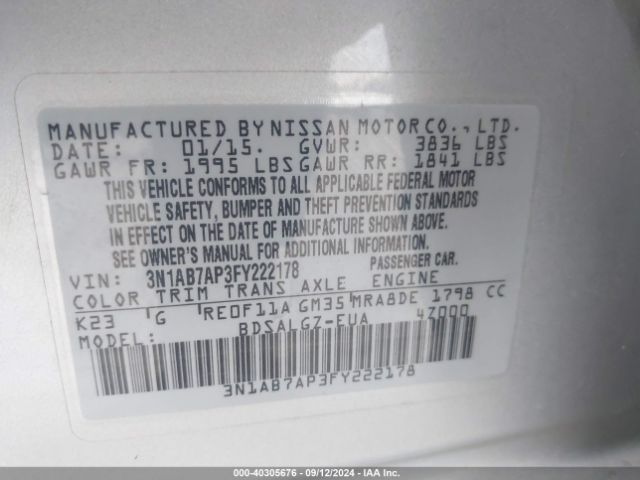 MANUFACTURED BY NISSAN MOTOR CO., LTD.
DATE: 01/15. GVWR: 3836 LBS
GAWR FR: 1995 LBS GAWR RR: 1841 LBS
THIS VEHICLE CONFORMS TO ALL APPLICABLE FEDERAL MOTOR
VEHICLE SAFETY, BUMPER AND THEFT PREVENTION STANDARDS
IN EFFECT ON THE DATE OF MANUFACTURE SHOWN ABOVE.
SEE OWNER'S MANUAL FOR ADDITIONAL INFORMATION.
VIN: 3N1AB7AP3FY222178 PASSENGER CAR.
COLOR TRIM TRANS AXLE ENGINE
K23 G RE0F11A GM35 MRA8DE 1798 CC
MODEL: BDSALGZ-EUA 4Z000
3N1AB7AP3FY222178
000-40305676 - 09/12/2024 - IAA Inc.